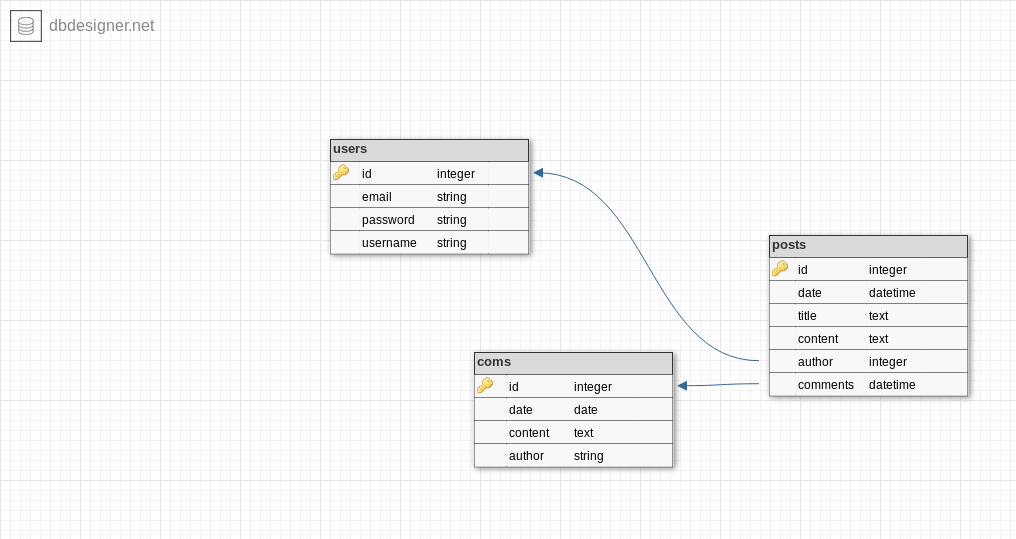 dbdesigner.net
users
id integer
email string
password string
username string
posts
id integer
date datetime
title text
content text
author integer
comments datetime
coms
id integer
date date
content text
author string